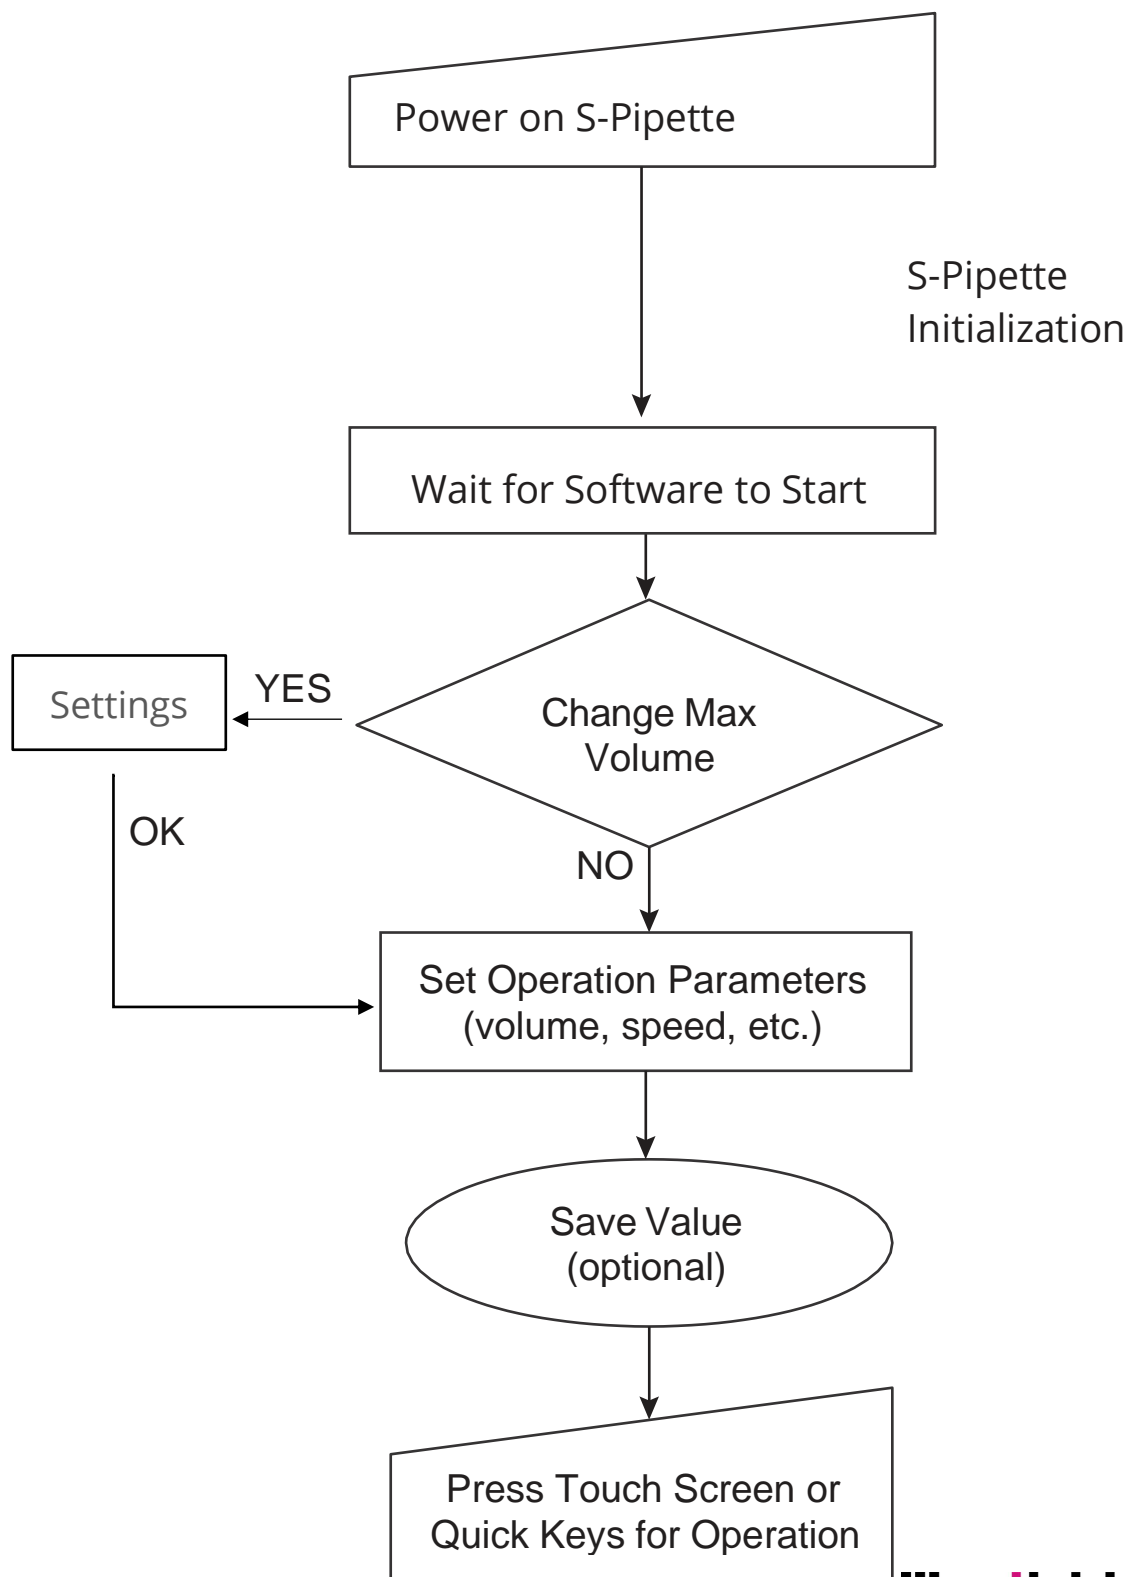 Power on S-Pipette
S-Pipette
Initialization
Wait for Software to Start
Settings
YES
Change Max
Volume
OK
NO
Set Operation Parameters
(volume, speed, etc.)
Save Value
(optional)
Press Touch Screen or
Quick Keys for Operation